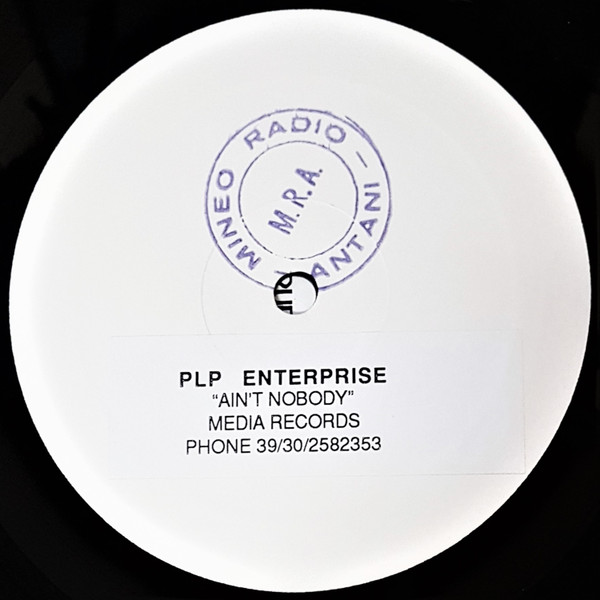 MINEO RADIO - ANTANI -
M.R.A.
PLP ENTERPRISE
"AIN'T NOBODY"
MEDIA RECORDS
PHONE 39/30/2582353